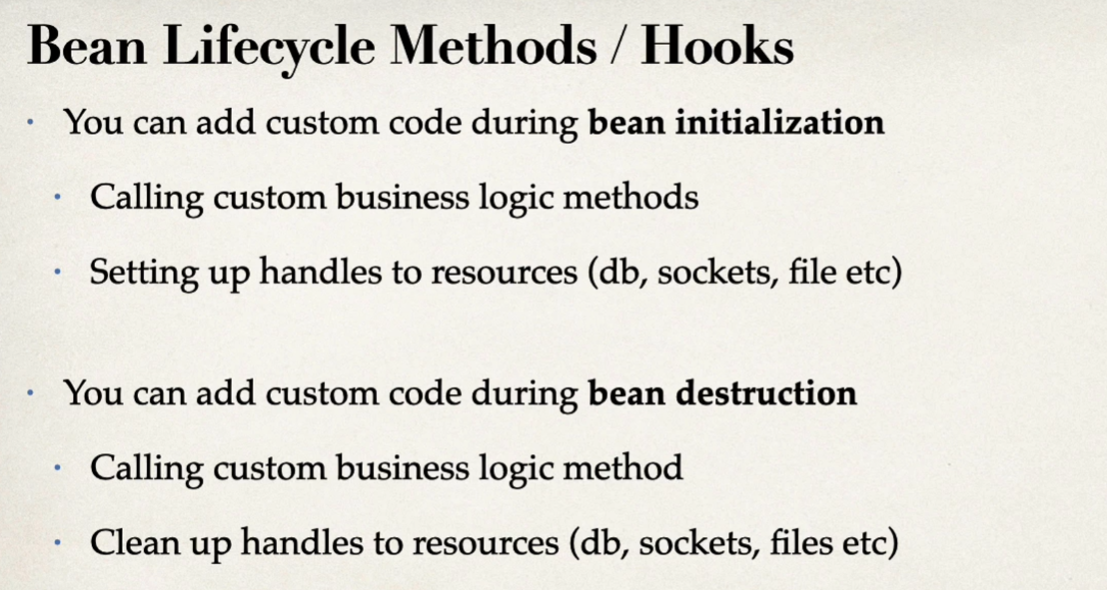 Bean Lifecycle Methods / Hooks
• You can add custom code during bean initialization
• Calling custom business logic methods
• Setting up handles to resources (db, sockets, file etc)
• You can add custom code during bean destruction
• Calling custom business logic method
• Clean up handles to resources (db, sockets, files etc)